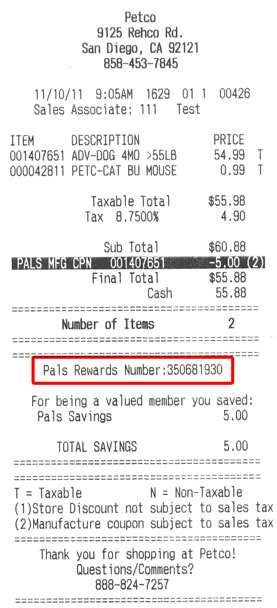 Petco
9125 Rehco Rd.
San Diego, CA 92121
858-453-7845
11/10/11 9:05AM 1629 01 1 00426
Sales Associate: 111 Test
ITEM DESCRIPTION PRICE
001407651 ADV-DOG 4MO >55LB 54.99 T
000042811 PETC-CAT BU MOUSE 0.99 T
Taxable Total $55.98
Tax 8.7500% 4.90
Sub Total $60.88
PALS MFG CPN 001407651 -5.00 (2)
Final Total $55.88
Cash 55.88
Number of Items 2
Pals Rewards Number:350681930
For being a valued member you saved:
Pals Savings 5.00
TOTAL SAVINGS 5.00
T = Taxable N = Non-Taxable
(1)Store Discount not subject to sales tax
(2)Manufacture coupon subject to sales tax
Thank you for shopping at Petco!
Questions/Comments?
888-824-7257